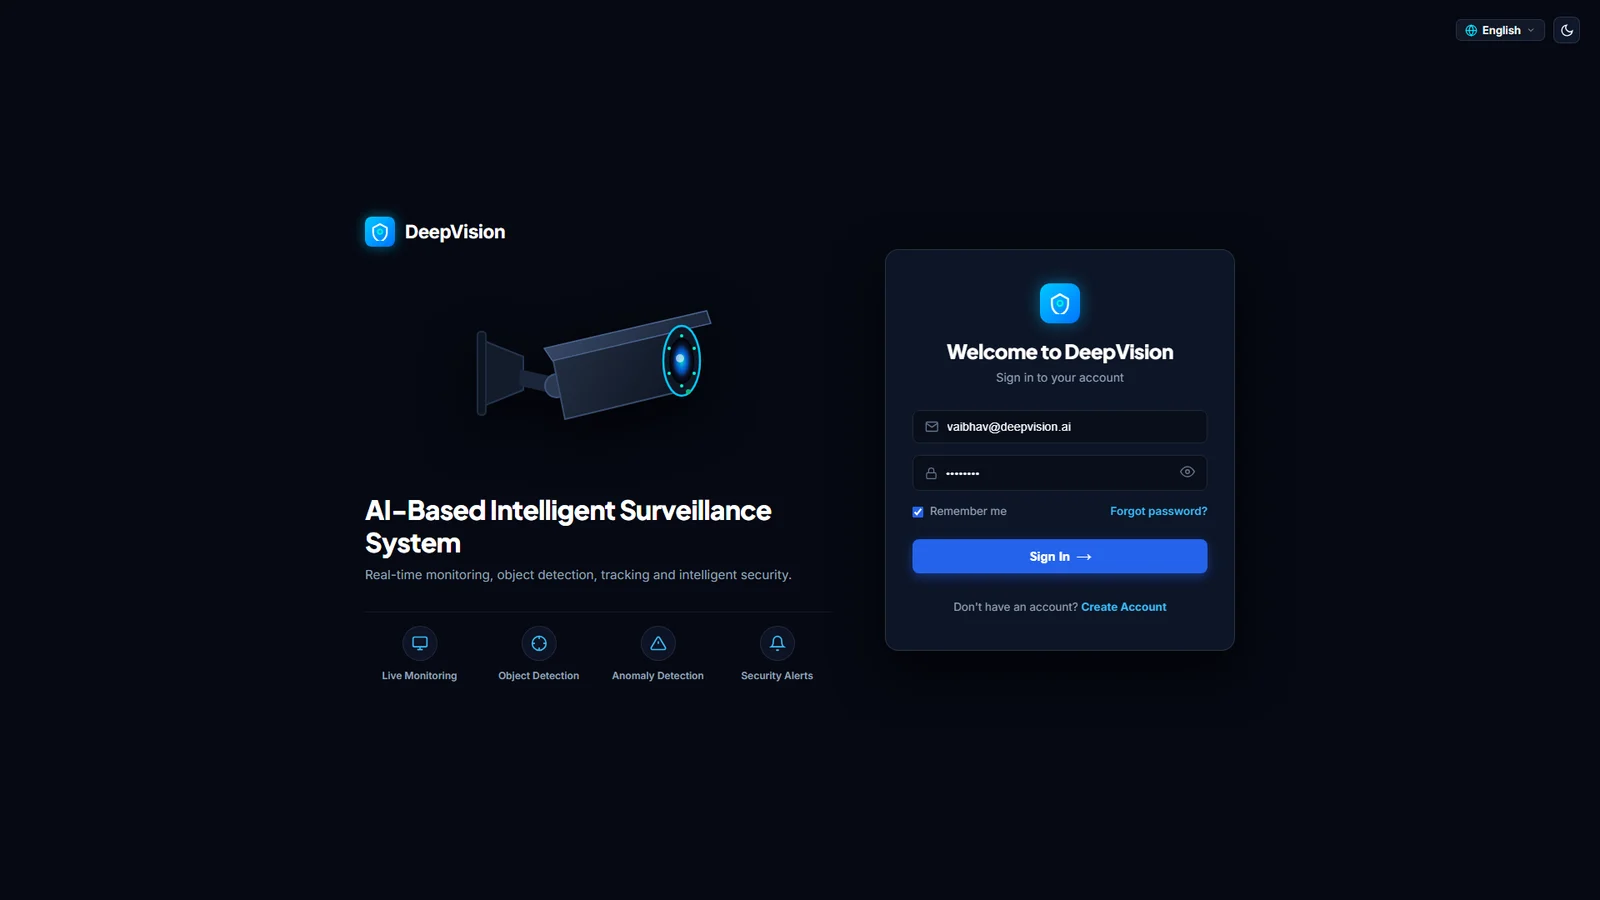 English
DeepVision
AI-Based Intelligent Surveillance
System
Real-time monitoring, object detection, tracking and intelligent security.
Live Monitoring
Object Detection
Anomaly Detection
Security Alerts
Welcome to DeepVision
Sign in to your account
vaibhav@deepvision.ai
••••••••
Remember me
Forgot password?
Sign In →
Don't have an account? Create Account